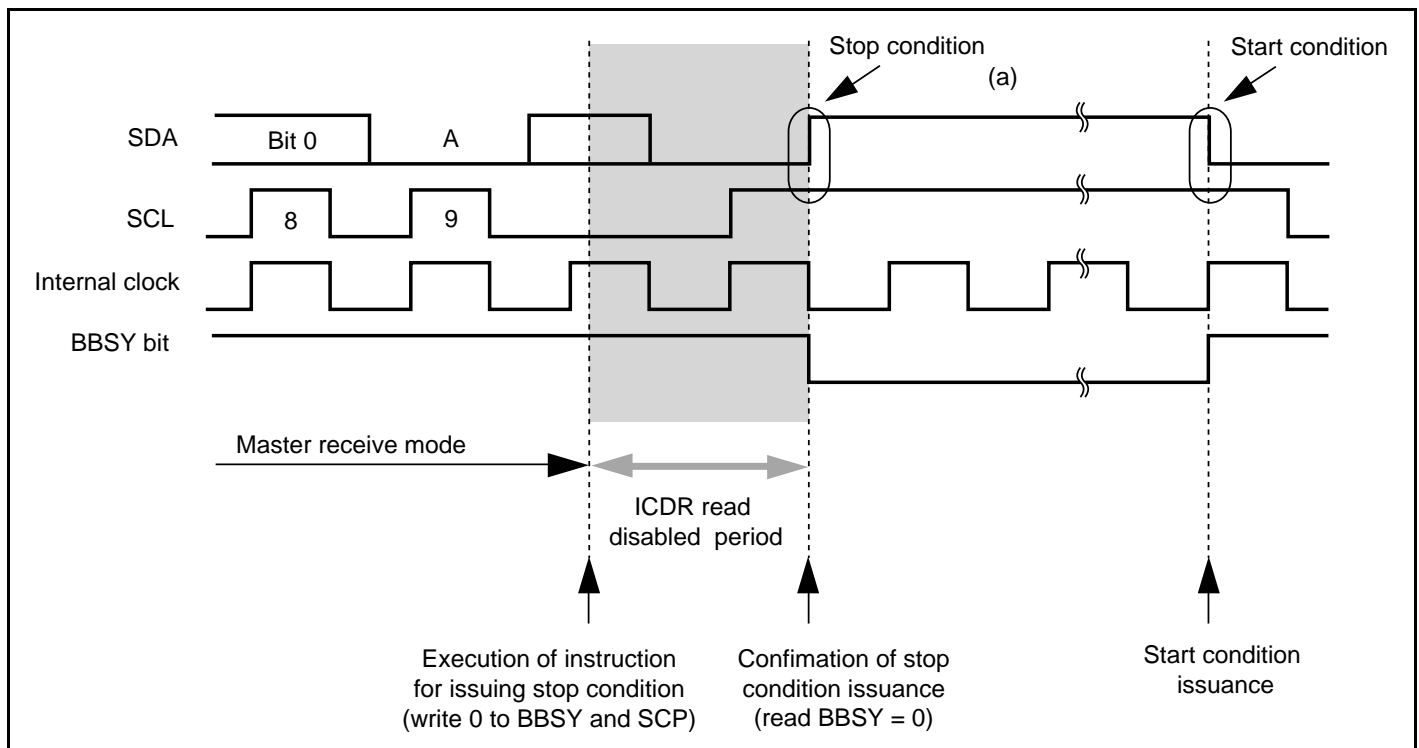 Stop condition
Start condition
(a)
SDA
Bit 0
A
SCL
8
9
Internal clock
BBSY bit
Master receive mode
ICDR read
disabled period
Execution of instruction
for issuing stop condition
(write 0 to BBSY and SCP)
Confimation of stop
condition issuance
(read BBSY = 0)
Start condition
issuance